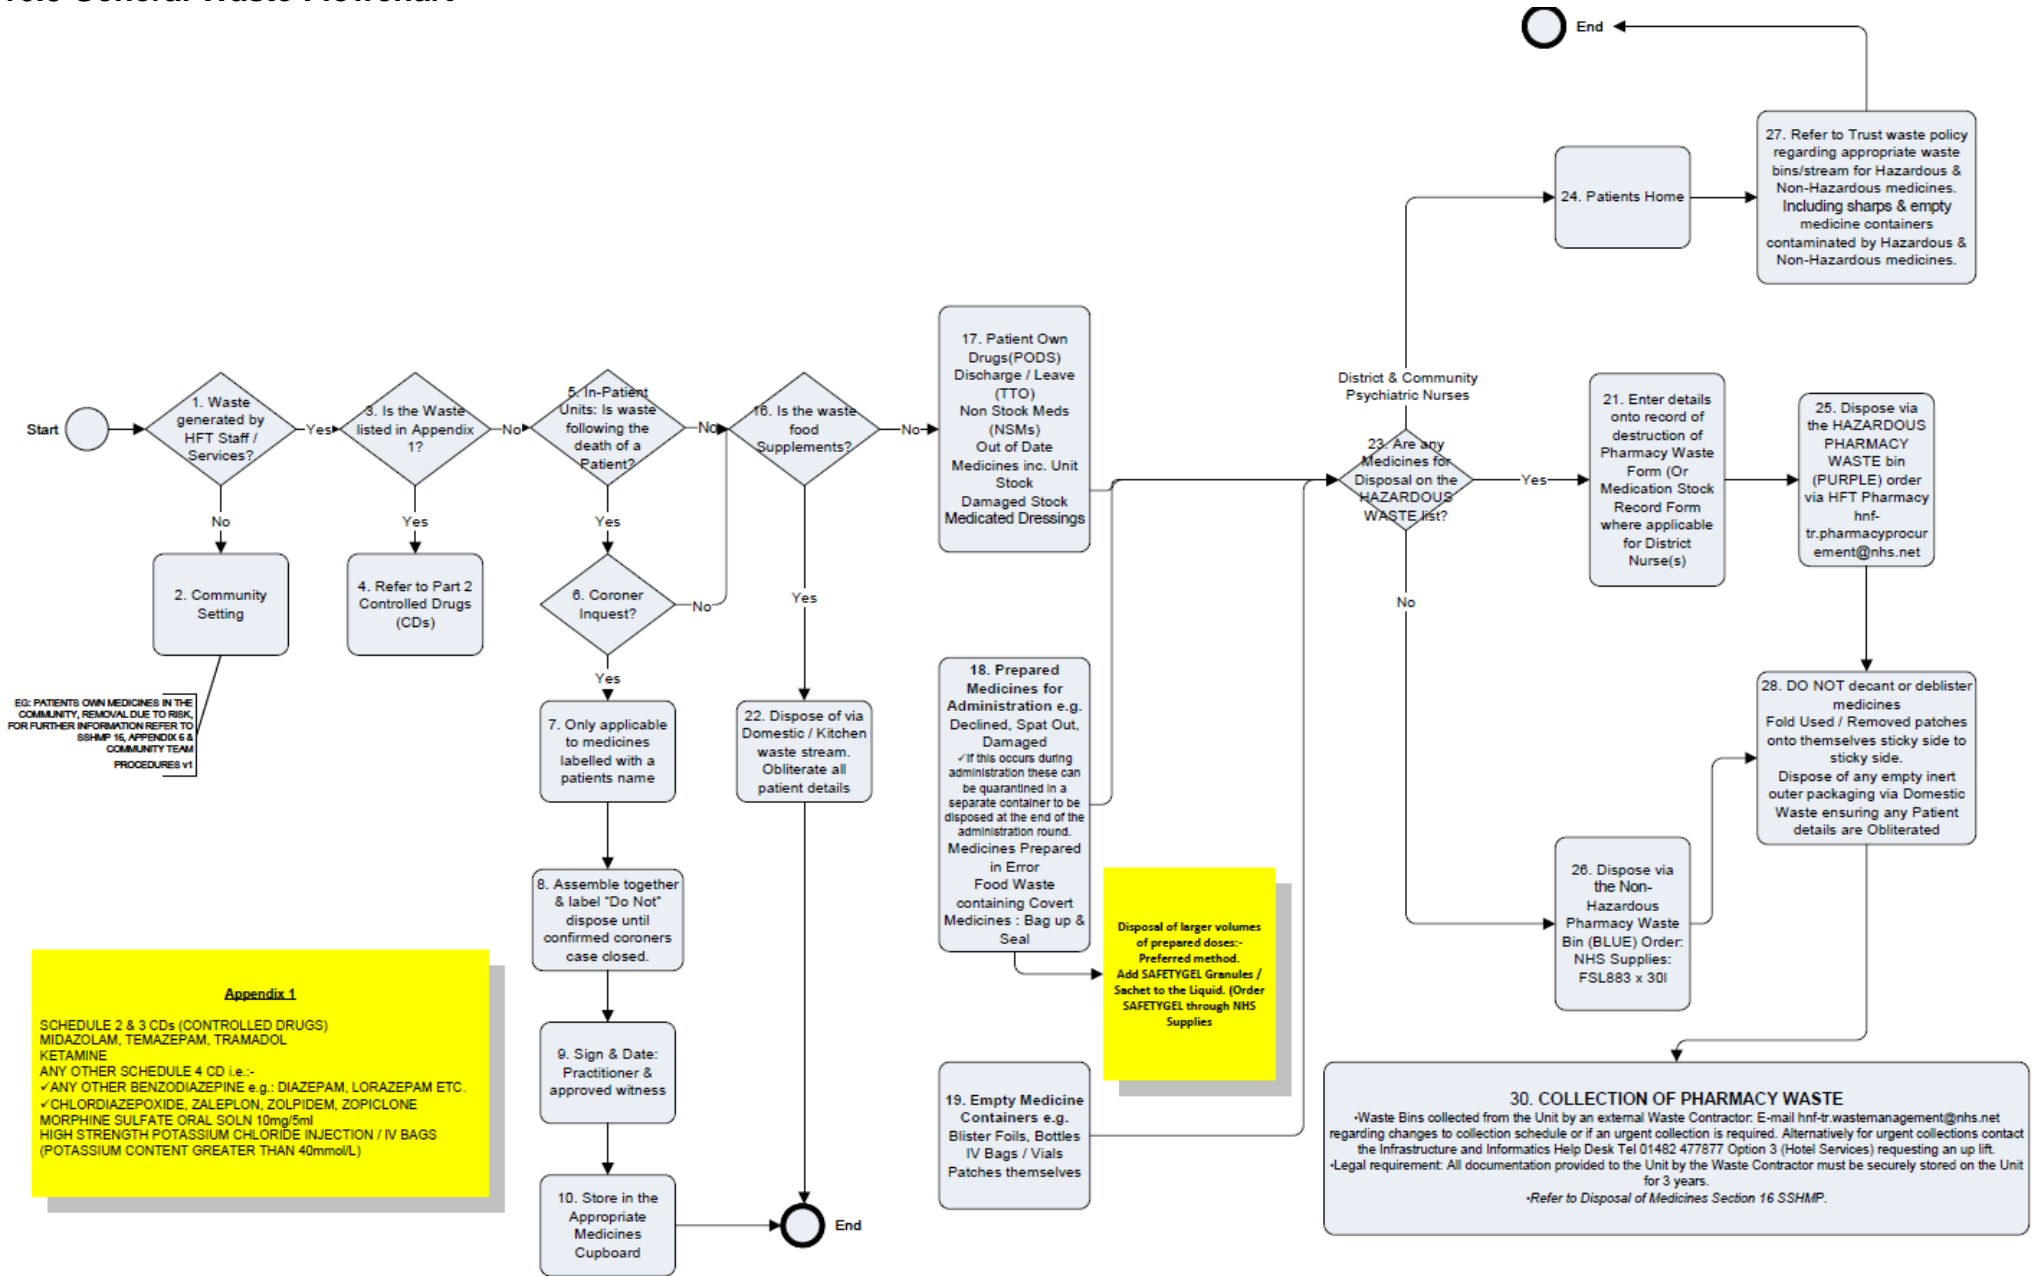 End
27. Refer to Trust waste policy
regarding appropriate waste
bins/stream for Hazardous &
Non-Hazardous medicines.
Including sharps & empty
medicine containers
contaminated by Hazardous &
Non-Hazardous medicines.
24. Patients Home
Start
1. Waste
generated by
HFT Staff /
Services?
Yes
No
2. Community
Setting
EG: PATIENTS OWN MEDICINES IN THE
COMMUNITY, REMOVAL DUE TO RISK,
FOR FURTHER INFORMATION REFER TO
SSHMP 16, APPENDIX 6 &
COMMUNITY TEAM
PROCEDURES v1
3. Is the Waste
listed in Appendix
1?
No
Yes
4. Refer to Part 2
Controlled Drugs
(CDs)
5. In-Patient
Units: Is waste
following the
death of a
Patient?
No
Yes
6. Coroner
Inquest?
No
Yes
7. Only applicable
to medicines
labelled with a
patients name
8. Assemble together
& label "Do Not"
dispose until
confirmed coroners
case closed.
9. Sign & Date:
Practitioner &
approved witness
10. Store in the
Appropriate
Medicines
Cupboard
End
16. Is the waste
food
Supplements?
No
Yes
22. Dispose of via
Domestic / Kitchen
waste stream.
Obliterate all
patient details
17. Patient Own
Drugs(PODS)
Discharge / Leave
(TTO)
Non Stock Meds
(NSMs)
Out of Date
Medicines inc. Unit
Stock
Damaged Stock
Medicated Dressings
18. Prepared
Medicines for
Administration e.g.
Declined, Spat Out,
Damaged
✓If this occurs during
administration these can
be quarantined in a
separate container to be
disposed at the end of the
administration round.
Medicines Prepared
in Error
Food Waste
containing Covert
Medicines : Bag up &
Seal
Disposal of larger volumes
of prepared doses:-
Preferred method.
Add SAFETYGEL Granules /
Sachet to the Liquid. (Order
SAFETYGEL through NHS
Supplies
19. Empty Medicine
Containers e.g.
Blister Foils, Bottles
IV Bags / Vials
Patches themselves
District & Community
Psychiatric Nurses
23. Are any
Medicines for
Disposal on the
HAZARDOUS
WASTE list?
Yes
No
21. Enter details
onto record of
destruction of
Pharmacy Waste
Form (Or
Medication Stock
Record Form
where applicable
for District
Nurse(s)
25. Dispose via
the HAZARDOUS
PHARMACY
WASTE bin
(PURPLE) order
via HFT Pharmacy
hnf-
tr.pharmacyprocur
ement@nhs.net
26. Dispose via
the Non-
Hazardous
Pharmacy Waste
Bin (BLUE) Order:
NHS Supplies:
FSL883 x 30l
28. DO NOT decant or deblister
medicines
Fold Used / Removed patches
onto themselves sticky side to
sticky side.
Dispose of any empty inert
outer packaging via Domestic
Waste ensuring any Patient
details are Obliterated
30. COLLECTION OF PHARMACY WASTE
•Waste Bins collected from the Unit by an external Waste Contractor: E-mail hnf-tr.wastemanagement@nhs.net
regarding changes to collection schedule or if an urgent collection is required. Alternatively for urgent collections contact
the Infrastructure and Informatics Help Desk Tel 01482 477877 Option 3 (Hotel Services) requesting an up lift.
•Legal requirement: All documentation provided to the Unit by the Waste Contractor must be securely stored on the Unit
for 3 years.
•Refer to Disposal of Medicines Section 16 SSHMP.
Appendix 1
SCHEDULE 2 & 3 CDs (CONTROLLED DRUGS)
MIDAZOLAM, TEMAZEPAM, TRAMADOL
KETAMINE
ANY OTHER SCHEDULE 4 CD i.e.:-
✓ANY OTHER BENZODIAZEPINE e.g.: DIAZEPAM, LORAZEPAM ETC.
✓CHLORDIAZEPOXIDE, ZALEPLON, ZOLPIDEM, ZOPICLONE
MORPHINE SULFATE ORAL SOLN 10mg/5ml
HIGH STRENGTH POTASSIUM CHLORIDE INJECTION / IV BAGS
(POTASSIUM CONTENT GREATER THAN 40mmol/L)